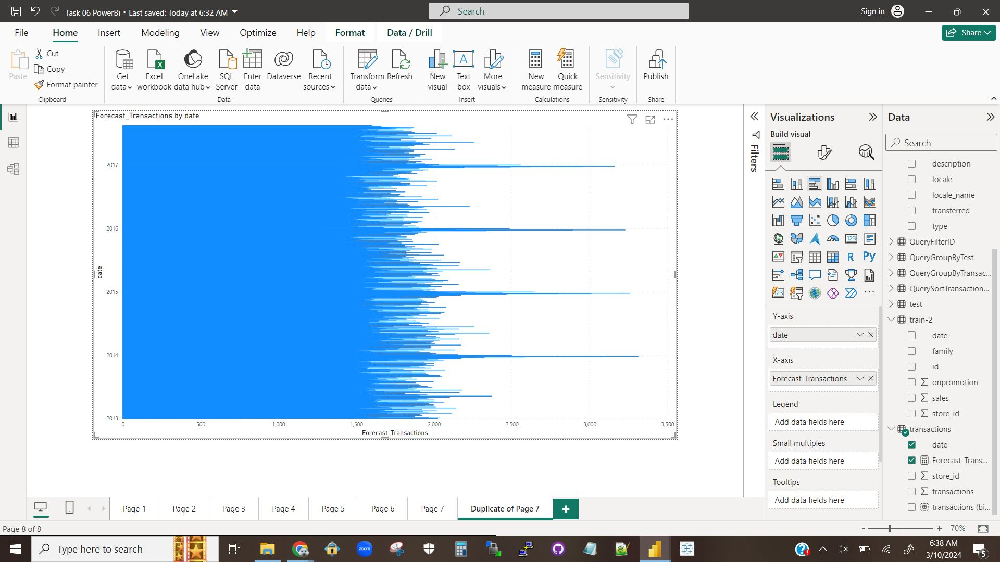 Task 06 PowerBi • Last saved: Today at 6:32 AM
Search
Sign in
File Home Insert Modeling View Optimize Help Format Data / Drill
Share
Paste
Cut
Copy
Format painter
Clipboard
Get data
Excel workbook
OneLake data hub
SQL Server
Enter data
Dataverse
Recent sources
Data
Transform data
Refresh
Queries
New visual
Text box
More visuals
Insert
New measure
Quick measure
Calculations
Sensitivity
Sensitivity
Publish
Share
Forecast_Transactions by date
2017
2016
2015
2014
2013
date
0 500 1,000 1,500 2,000 2,500 3,000 3,500
Forecast_Transactions
Filters
Visualizations
Build visual
123
R
Py
123
Y-axis
date
X-axis
Forecast_Transactions
Legend
Add data fields here
Small multiples
Add data fields here
Tooltips
Add data fields here
Data
Search
description
locale
locale_name
transferred
type
QueryFilterID
QueryGroupByTest
QueryGroupByTransac...
QuerySortTransaction...
test
train-2
date
family
id
onpromotion
sales
store_id
transactions
date
Forecast_Trans...
store_id
transactions
transactions (bi...
Page 1 Page 2 Page 3 Page 4 Page 5 Page 6 Page 7 Duplicate of Page 7 +
Page 8 of 8
- + 70%
Type here to search
zoom
6:38 AM
3/10/2024
5